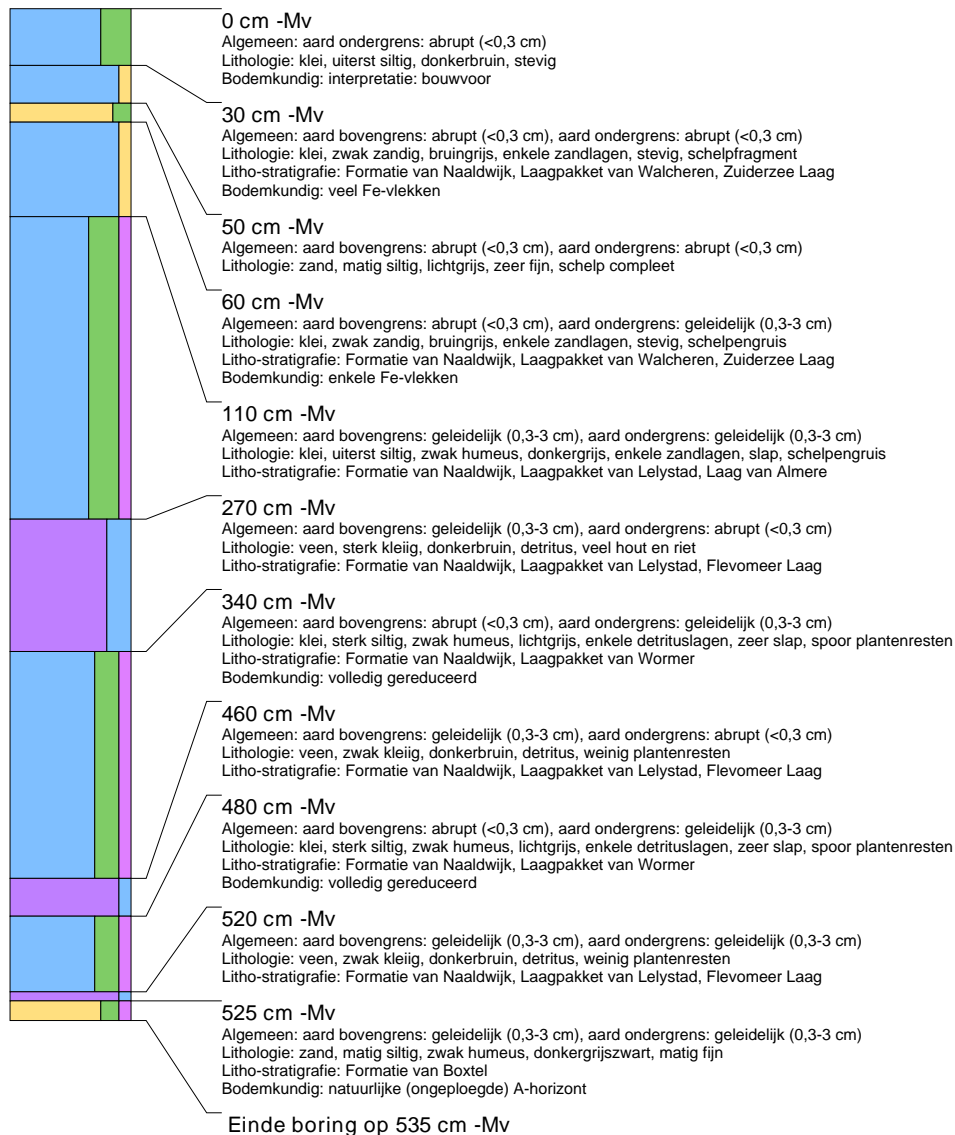 0 cm -Mv
Algemeen: aard ondergrens: abrupt (<0,3 cm)
Lithologie: klei, uiterst siltig, donkerbruin, stevig
Bodemkundig: interpretatie: bouwvoor
30 cm -Mv
Algemeen: aard bovengrens: abrupt (<0,3 cm), aard ondergrens: abrupt (<0,3 cm)
Lithologie: klei, zwak zandig, bruingrijs, enkele zandlagen, stevig, schelpfragment
Litho-stratigrafie: Formatie van Naaldwijk, Laagpakket van Walcheren, Zuiderzee Laag
Bodemkundig: veel Fe-vlekken
50 cm -Mv
Algemeen: aard bovengrens: abrupt (<0,3 cm), aard ondergrens: abrupt (<0,3 cm)
Lithologie: zand, matig siltig, lichtgrijs, zeer fijn, schelp compleet
60 cm -Mv
Algemeen: aard bovengrens: abrupt (<0,3 cm), aard ondergrens: geleidelijk (0,3-3 cm)
Lithologie: klei, zwak zandig, bruingrijs, enkele zandlagen, stevig, schelpengruis
Litho-stratigrafie: Formatie van Naaldwijk, Laagpakket van Walcheren, Zuiderzee Laag
Bodemkundig: enkele Fe-vlekken
110 cm -Mv
Algemeen: aard bovengrens: geleidelijk (0,3-3 cm), aard ondergrens: geleidelijk (0,3-3 cm)
Lithologie: klei, uiterst siltig, zwak humeus, donkergrijs, enkele zandlagen, slap, schelpengruis
Litho-stratigrafie: Formatie van Naaldwijk, Laagpakket van Lelystad, Laag van Almere
270 cm -Mv
Algemeen: aard bovengrens: geleidelijk (0,3-3 cm), aard ondergrens: abrupt (<0,3 cm)
Lithologie: veen, sterk kleiig, donkerbruin, detritus, veel hout en riet
Litho-stratigrafie: Formatie van Naaldwijk, Laagpakket van Lelystad, Flevomeer Laag
340 cm -Mv
Algemeen: aard bovengrens: abrupt (<0,3 cm), aard ondergrens: geleidelijk (0,3-3 cm)
Lithologie: klei, sterk siltig, zwak humeus, lichtgrijs, enkele detrituslagen, zeer slap, spoor plantenresten
Litho-stratigrafie: Formatie van Naaldwijk, Laagpakket van Wormer
Bodemkundig: volledig gereduceerd
460 cm -Mv
Algemeen: aard bovengrens: geleidelijk (0,3-3 cm), aard ondergrens: abrupt (<0,3 cm)
Lithologie: veen, zwak kleiig, donkerbruin, detritus, weinig plantenresten
Litho-stratigrafie: Formatie van Naaldwijk, Laagpakket van Lelystad, Flevomeer Laag
480 cm -Mv
Algemeen: aard bovengrens: abrupt (<0,3 cm), aard ondergrens: geleidelijk (0,3-3 cm)
Lithologie: klei, sterk siltig, zwak humeus, lichtgrijs, enkele detrituslagen, zeer slap, spoor plantenresten
Litho-stratigrafie: Formatie van Naaldwijk, Laagpakket van Wormer
Bodemkundig: volledig gereduceerd
520 cm -Mv
Algemeen: aard bovengrens: geleidelijk (0,3-3 cm), aard ondergrens: geleidelijk (0,3-3 cm)
Lithologie: veen, zwak kleiig, donkerbruin, detritus, weinig plantenresten
Litho-stratigrafie: Formatie van Naaldwijk, Laagpakket van Lelystad, Flevomeer Laag
525 cm -Mv
Algemeen: aard bovengrens: geleidelijk (0,3-3 cm), aard ondergrens: geleidelijk (0,3-3 cm)
Lithologie: zand, matig siltig, zwak humeus, donkergrijszwart, matig fijn
Litho-stratigrafie: Formatie van Boxtel
Bodemkundig: natuurlijke (ongeploegde) A-horizont
Einde boring op 535 cm -Mv